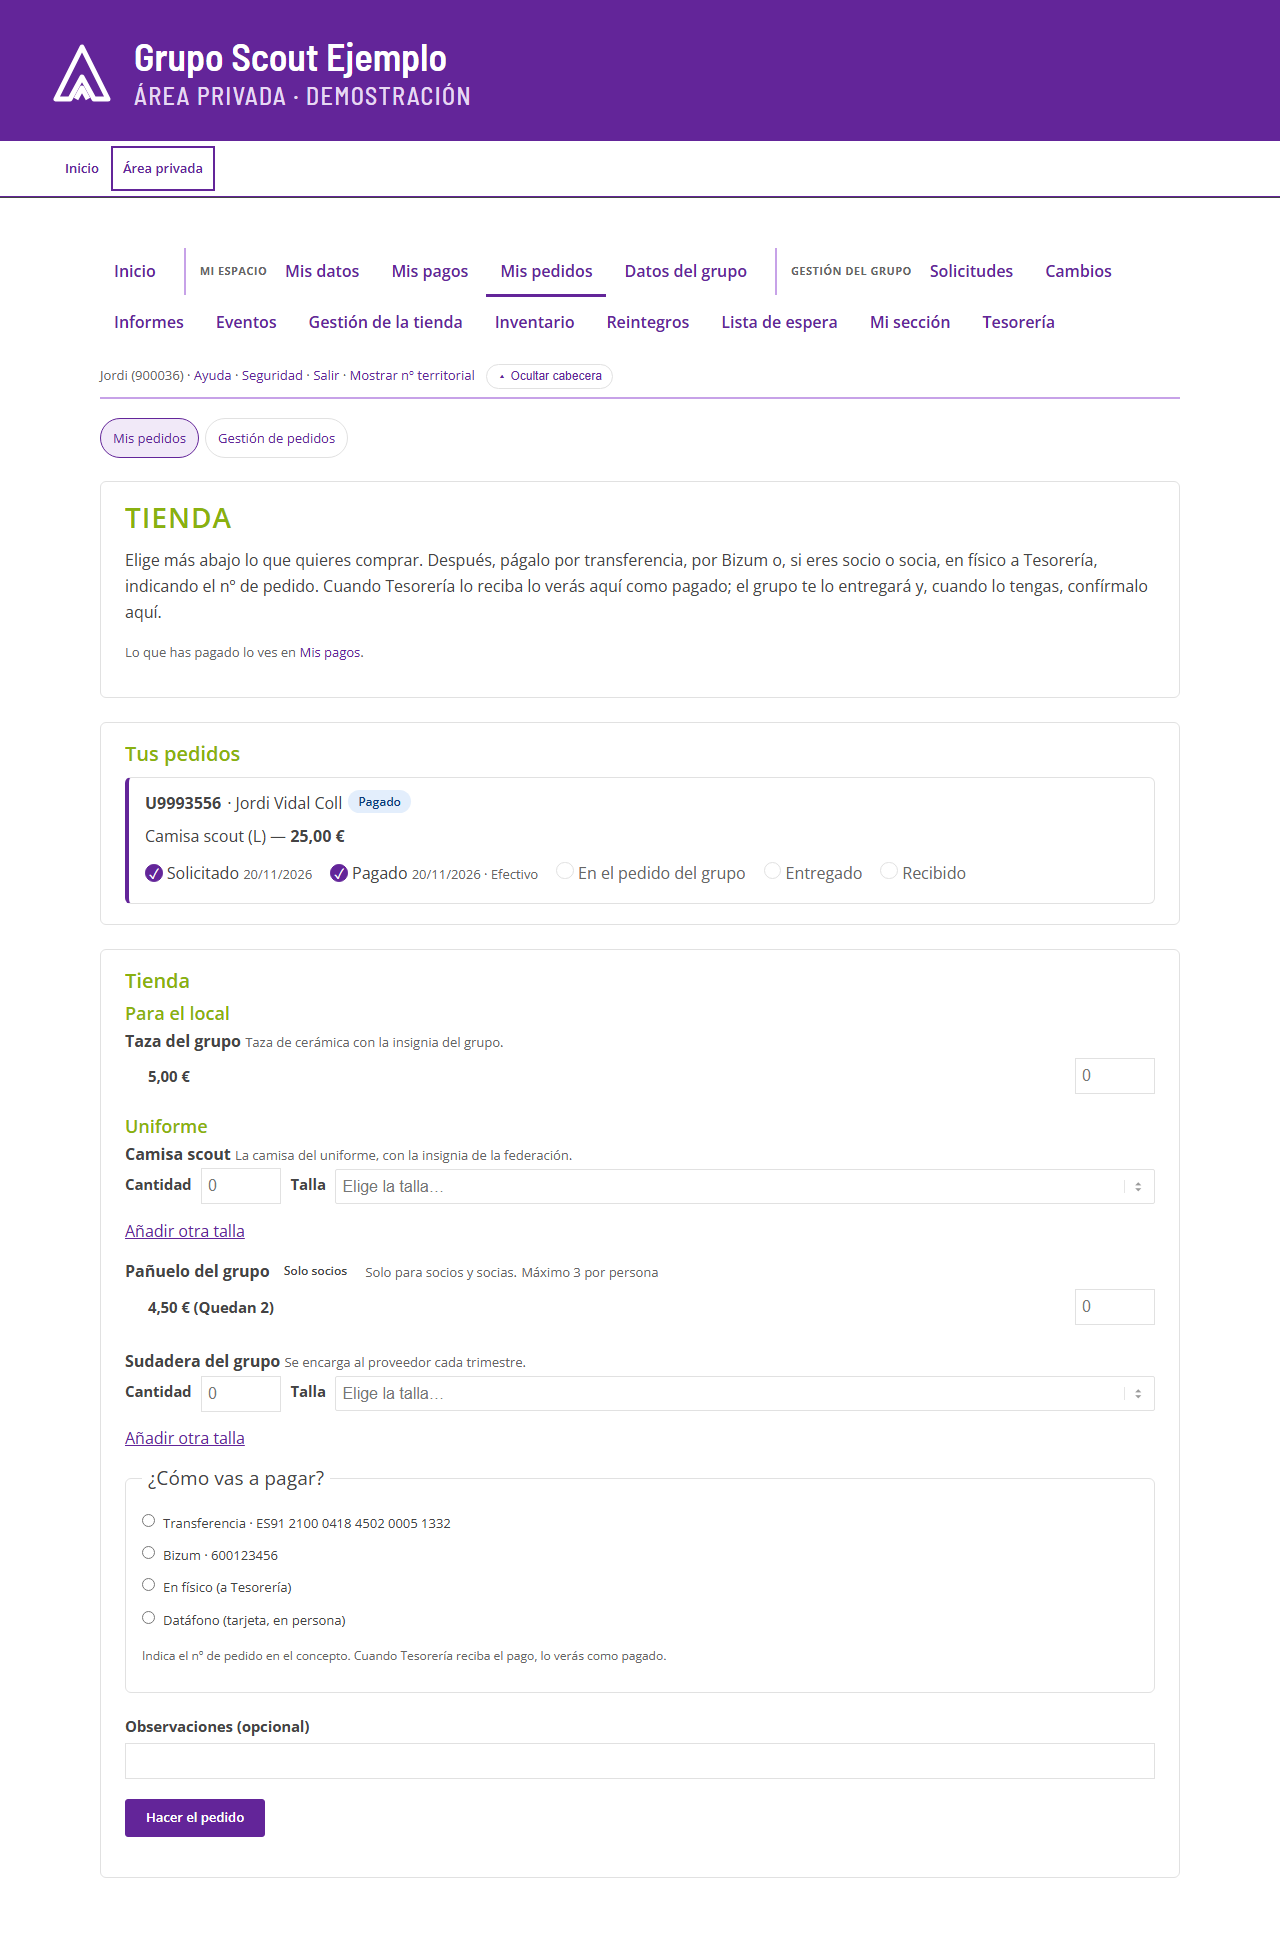 Grupo Scout Ejemplo
ÁREA PRIVADA · DEMOSTRACIÓN
Inicio Área privada
Inicio MI ESPACIO Mis datos Mis pagos Mis pedidos Datos del grupo GESTIÓN DEL GRUPO Solicitudes Cambios
Informes Eventos Gestión de la tienda Inventario Reintegros Lista de espera Mi sección Tesorería
Jordi (900036) · Ayuda · Seguridad · Salir · Mostrar nº territorial Ocultar cabecera
Mis pedidos Gestión de pedidos
TIENDA
Elige más abajo lo que quieres comprar. Después, págalo por transferencia, por Bizum o, si eres socio o socia, en físico a Tesorería,
indicando el nº de pedido. Cuando Tesorería lo reciba lo verás aquí como pagado; el grupo te lo entregará y, cuando lo tengas, confírmalo
aquí.
Lo que has pagado lo ves en Mis pagos.
Tus pedidos
U9993556 · Jordi Vidal Coll Pagado
Camisa scout (L) — 25,00 €
Solicitado 20/11/2026 Pagado 20/11/2026 · Efectivo En el pedido del grupo Entregado Recibido
Tienda
Para el local
Taza del grupo Taza de cerámica con la insignia del grupo.
5,00 € 0
Uniforme
Camisa scout La camisa del uniforme, con la insignia de la federación.
Cantidad 0 Talla Elige la talla...
Añadir otra talla
Pañuelo del grupo Solo socios Solo para socios y socias. Máximo 3 por persona
4,50 € (Quedan 2) 0
Sudadera del grupo Se encarga al proveedor cada trimestre.
Cantidad 0 Talla Elige la talla...
Añadir otra talla
¿Cómo vas a pagar?
Transferencia · ES91 2100 0418 4502 0005 1332
Bizum · 600123456
En físico (a Tesorería)
Datáfono (tarjeta, en persona)
Indica el nº de pedido en el concepto. Cuando Tesorería reciba el pago, lo verás como pagado.
Observaciones (opcional)
Hacer el pedido